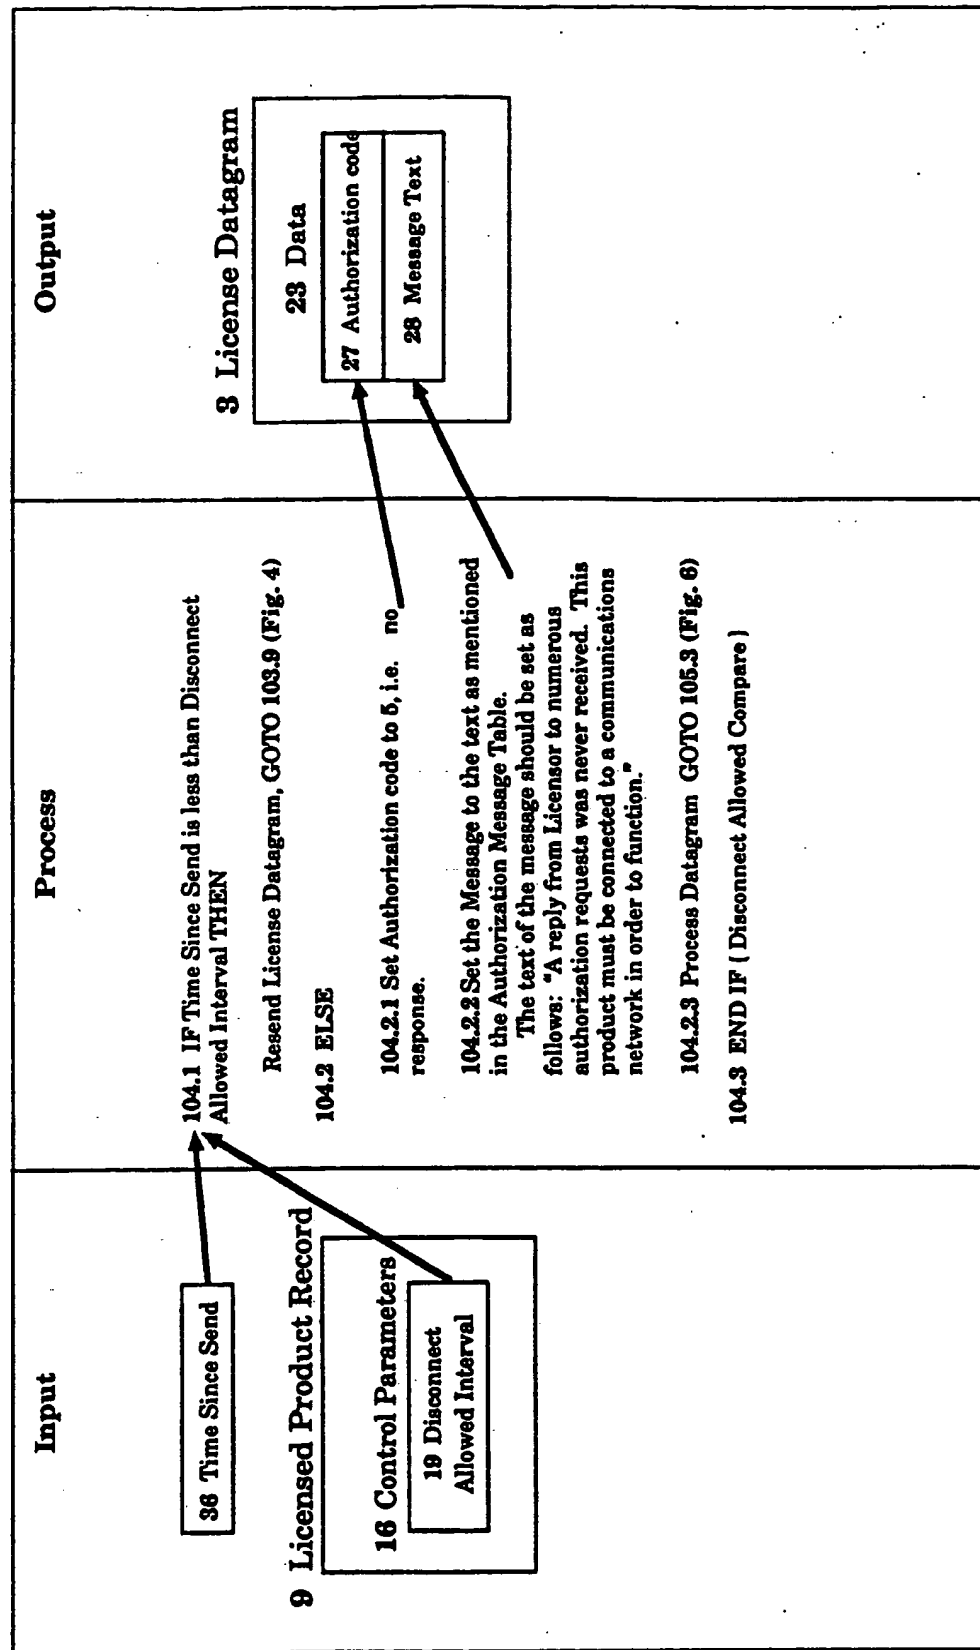 Input
36 Time Since Send
9 Licensed Product Record
16 Control Parameters
19 Disconnect
Allowed Interval
Process
104.1 IF Time Since Send is less than Disconnect
Allowed Interval THEN
Resend License Datagram, GOTO 103.9 (Fig. 4)
104.2 ELSE
104.2.1 Set Authorization code to 5, i.e. no
response.
104.2.2 Set the Message to the text as mentioned
in the Authorization Message Table.
The text of the message should be set as
follows: "A reply from Licensor to numerous
authorization requests was never received. This
product must be connected to a communications
network in order to function."
104.2.3 Process Datagram GOTO 105.3 (Fig. 6)
104.3 END IF { Disconnect Allowed Compare }
Output
3 License Datagram
23 Data
27 Authorization code
28 Message Text